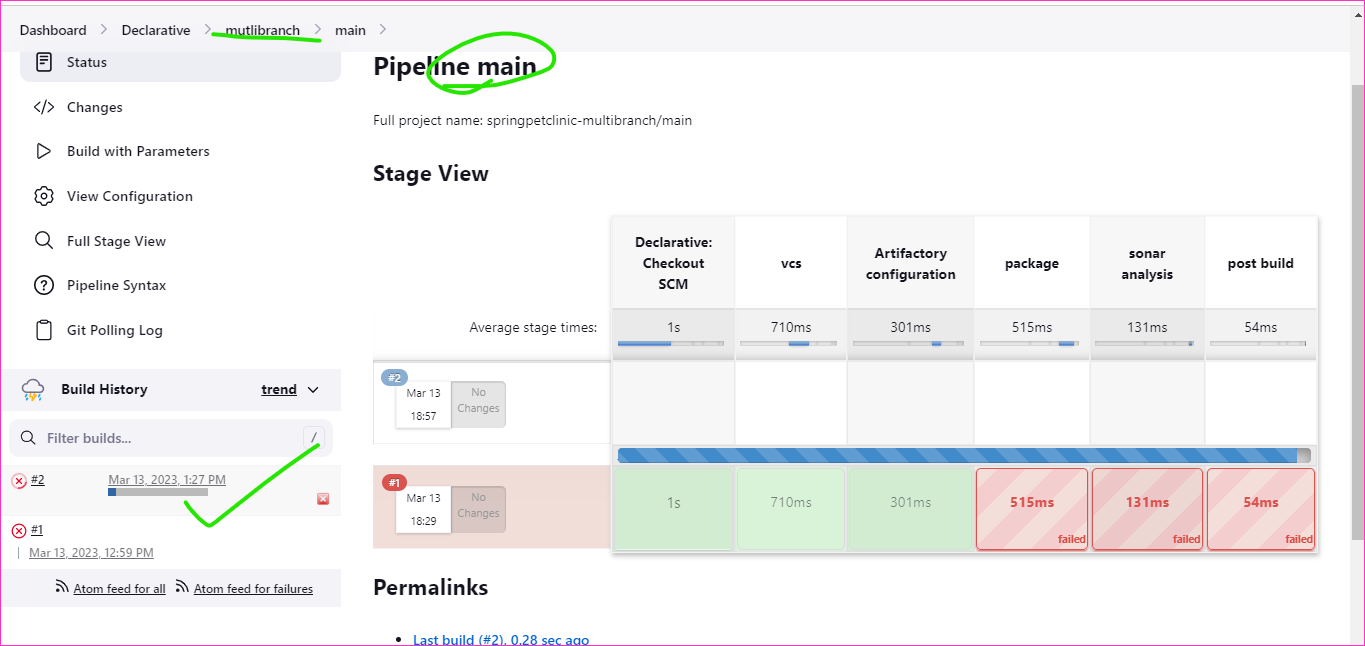 Dashboard > Declarative > mutlibranch > main >
Status
Changes
Build with Parameters
View Configuration
Full Stage View
Pipeline Syntax
Git Polling Log
Build History trend
Filter builds... /
#2 Mar 13, 2023, 1:27 PM
#1
Mar 13, 2023, 12:59 PM
Atom feed for all Atom feed for failures
Pipeline main
Full project name: springpetclinic-multibranch/main
Stage View
Declarative:
Checkout
SCM
vcs
Artifactory
configuration
package
sonar
analysis
post build
Average stage times: 1s 710ms 301ms 515ms 131ms 54ms
#2
Mar 13
18:57
No
Changes
#1
Mar 13
18:29
No
Changes
1s 710ms 301ms 515ms 131ms 54ms
failed failed failed
Permalinks
Last build (#2), 0.28 sec ago